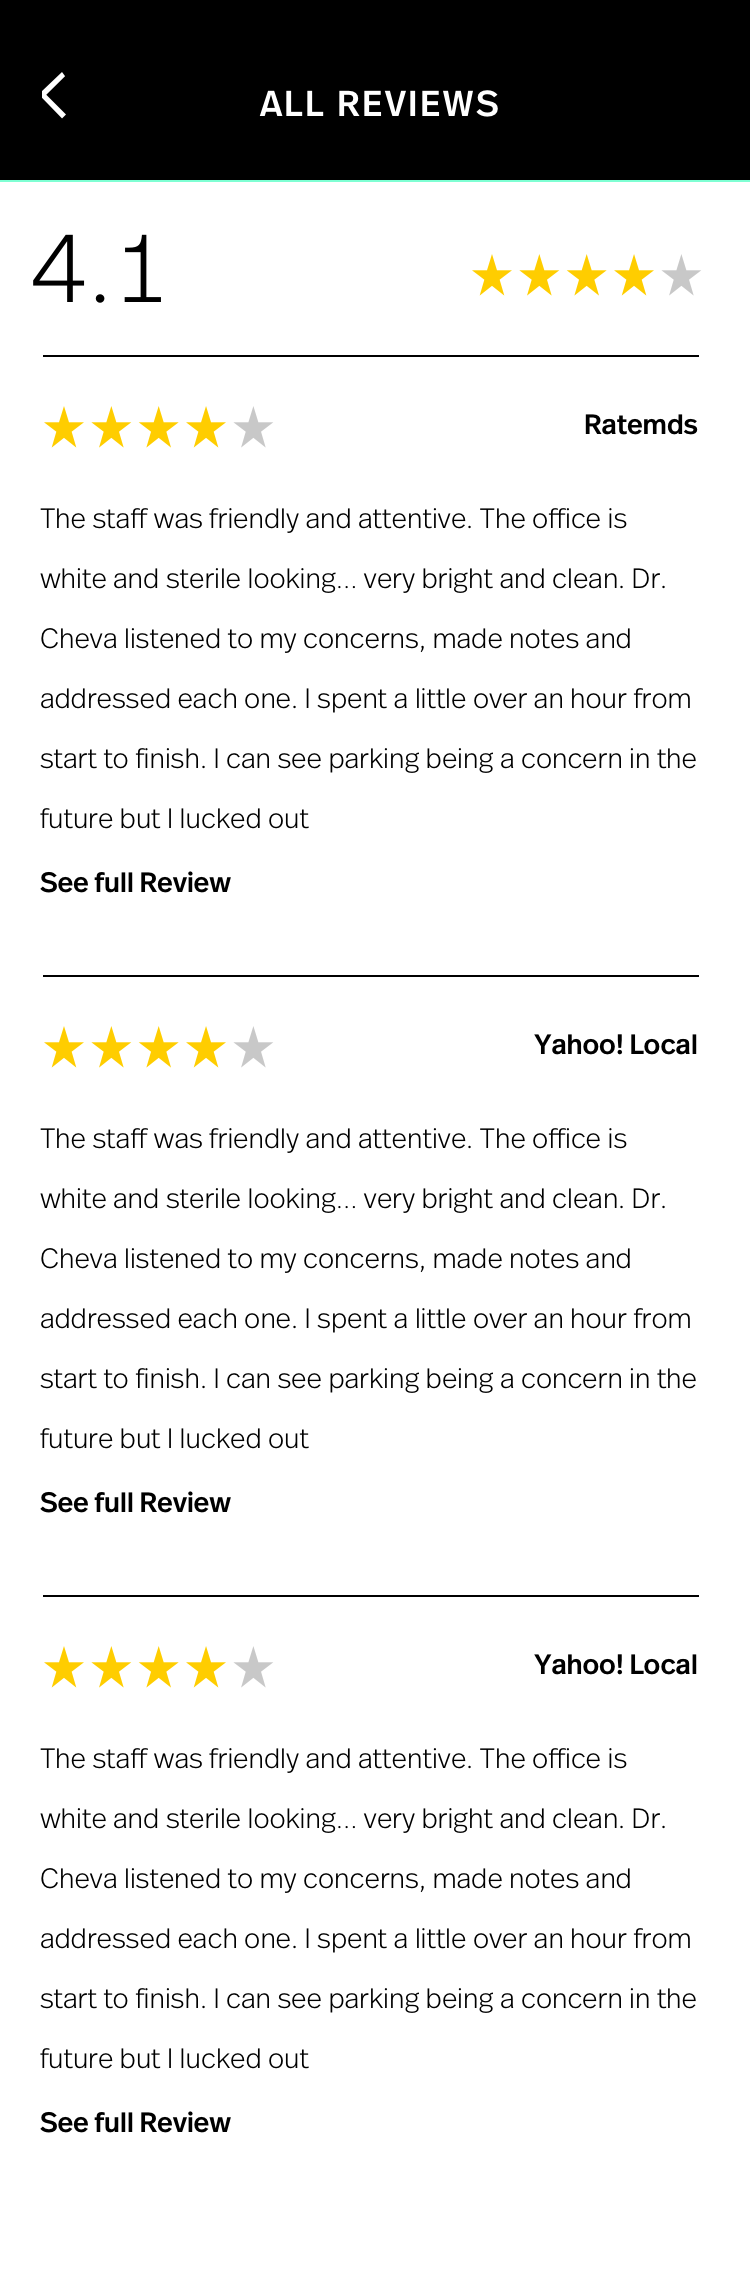 ALL REVIEWS
4.1
Ratemds
The staff was friendly and attentive. The office is
white and sterile looking... very bright and clean. Dr.
Cheva listened to my concerns, made notes and
addressed each one. I spent a little over an hour from
start to finish. I can see parking being a concern in the
future but I lucked out
See full Review
Yahoo! Local
The staff was friendly and attentive. The office is
white and sterile looking... very bright and clean. Dr.
Cheva listened to my concerns, made notes and
addressed each one. I spent a little over an hour from
start to finish. I can see parking being a concern in the
future but I lucked out
See full Review
Yahoo! Local
The staff was friendly and attentive. The office is
white and sterile looking... very bright and clean. Dr.
Cheva listened to my concerns, made notes and
addressed each one. I spent a little over an hour from
start to finish. I can see parking being a concern in the
future but I lucked out
See full Review